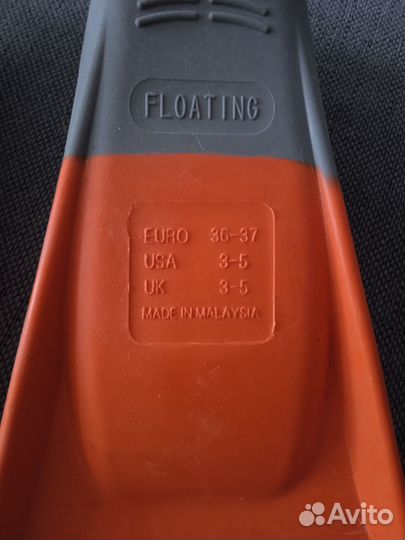 FLOATING
EURO 36-37
USA 3-5
UK 3-5
MADE IN MALAYSIA
Avito